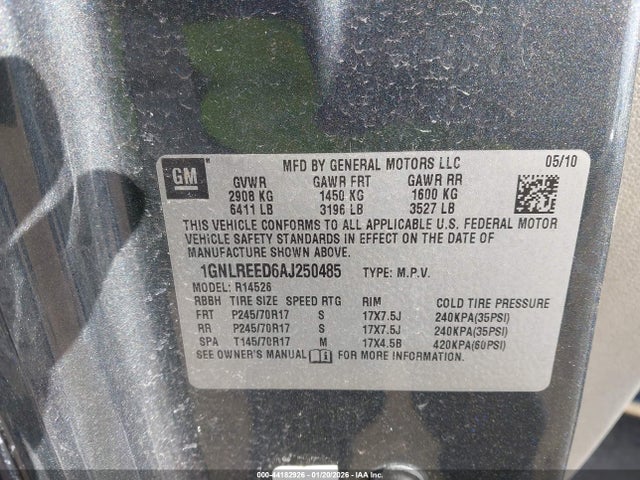 GM
MFD BY GENERAL MOTORS LLC 05/10
GVWR GAWR FRT GAWR RR
2908 KG 1450 KG 1600 KG
6411 LB 3196 LB 3527 LB
THIS VEHICLE CONFORMS TO ALL APPLICABLE U.S. FEDERAL MOTOR
VEHICLE SAFETY STANDARDS IN EFFECT ON THE DATE OF
MANUFACTURE SHOWN ABOVE.
1GNLREED6AJ250485 TYPE: M.P.V.
MODEL: R14526
RBBH TIRE SIZE SPEED RTG RIM COLD TIRE PRESSURE
FRT P245/70R17 S 17X7.5J 240KPA(35PSI)
RR P245/70R17 S 17X7.5J 240KPA(35PSI)
SPA T145/70R17 M 17X4.5B 420KPA(60PSI)
SEE OWNER'S MANUAL FOR MORE INFORMATION.
000-44182926 - 01/20/2026 - IAA Copart